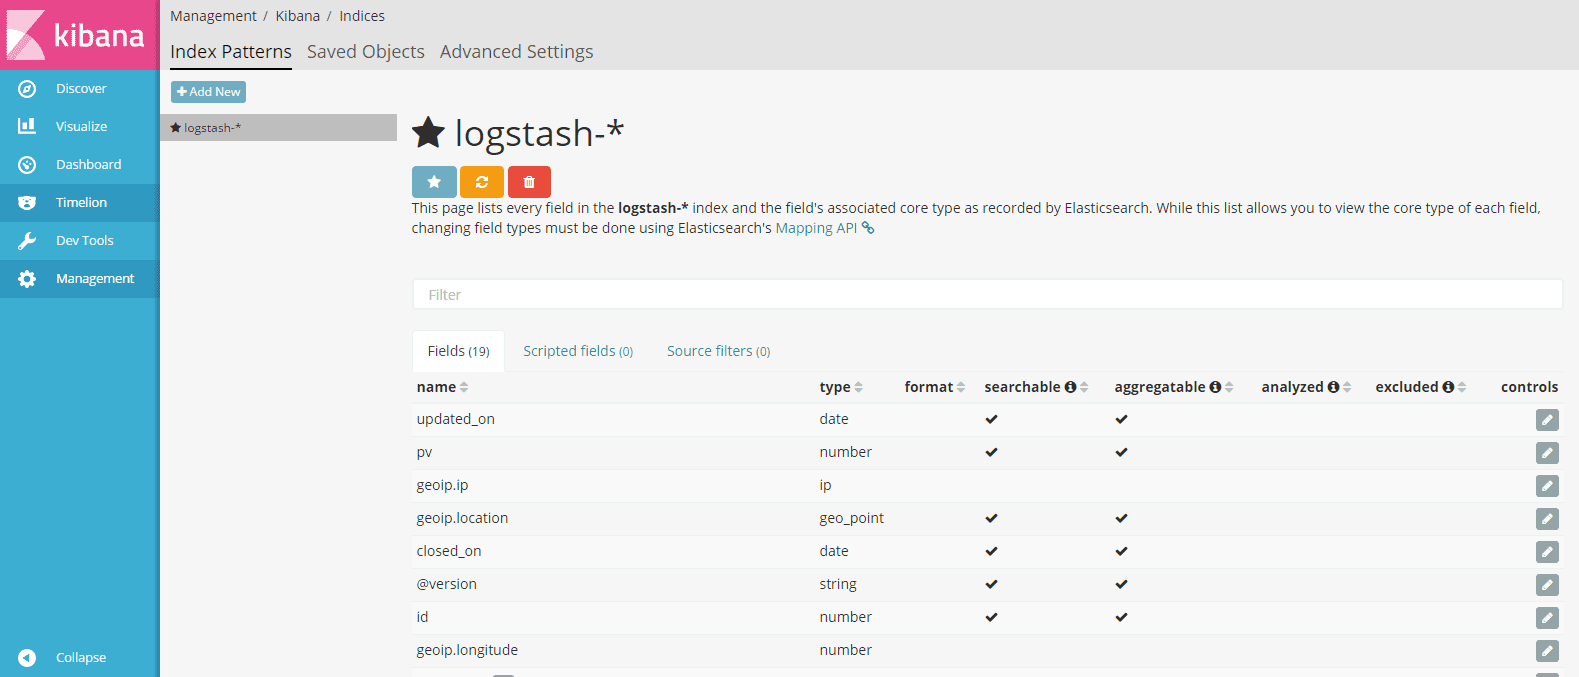 kibana
Discover
Visualize
Dashboard
Timelion
Dev Tools
Management
Collapse
Management / Kibana / Indices
Index Patterns Saved Objects Advanced Settings
Add New
logstash-*
logstash-*
This page lists every field in the logstash-* index and the field's associated core type as recorded by Elasticsearch. While this list allows you to view the core type of each field,
changing field types must be done using Elasticsearch's Mapping API
Filter
Fields (19) Scripted fields (0) Source filters (0)
name type format searchable aggregatable analyzed excluded controls
updated_on date
pv number
geoip.ip ip
geoip.location geo_point
closed_on date
@version string
id number
geoip.longitude number